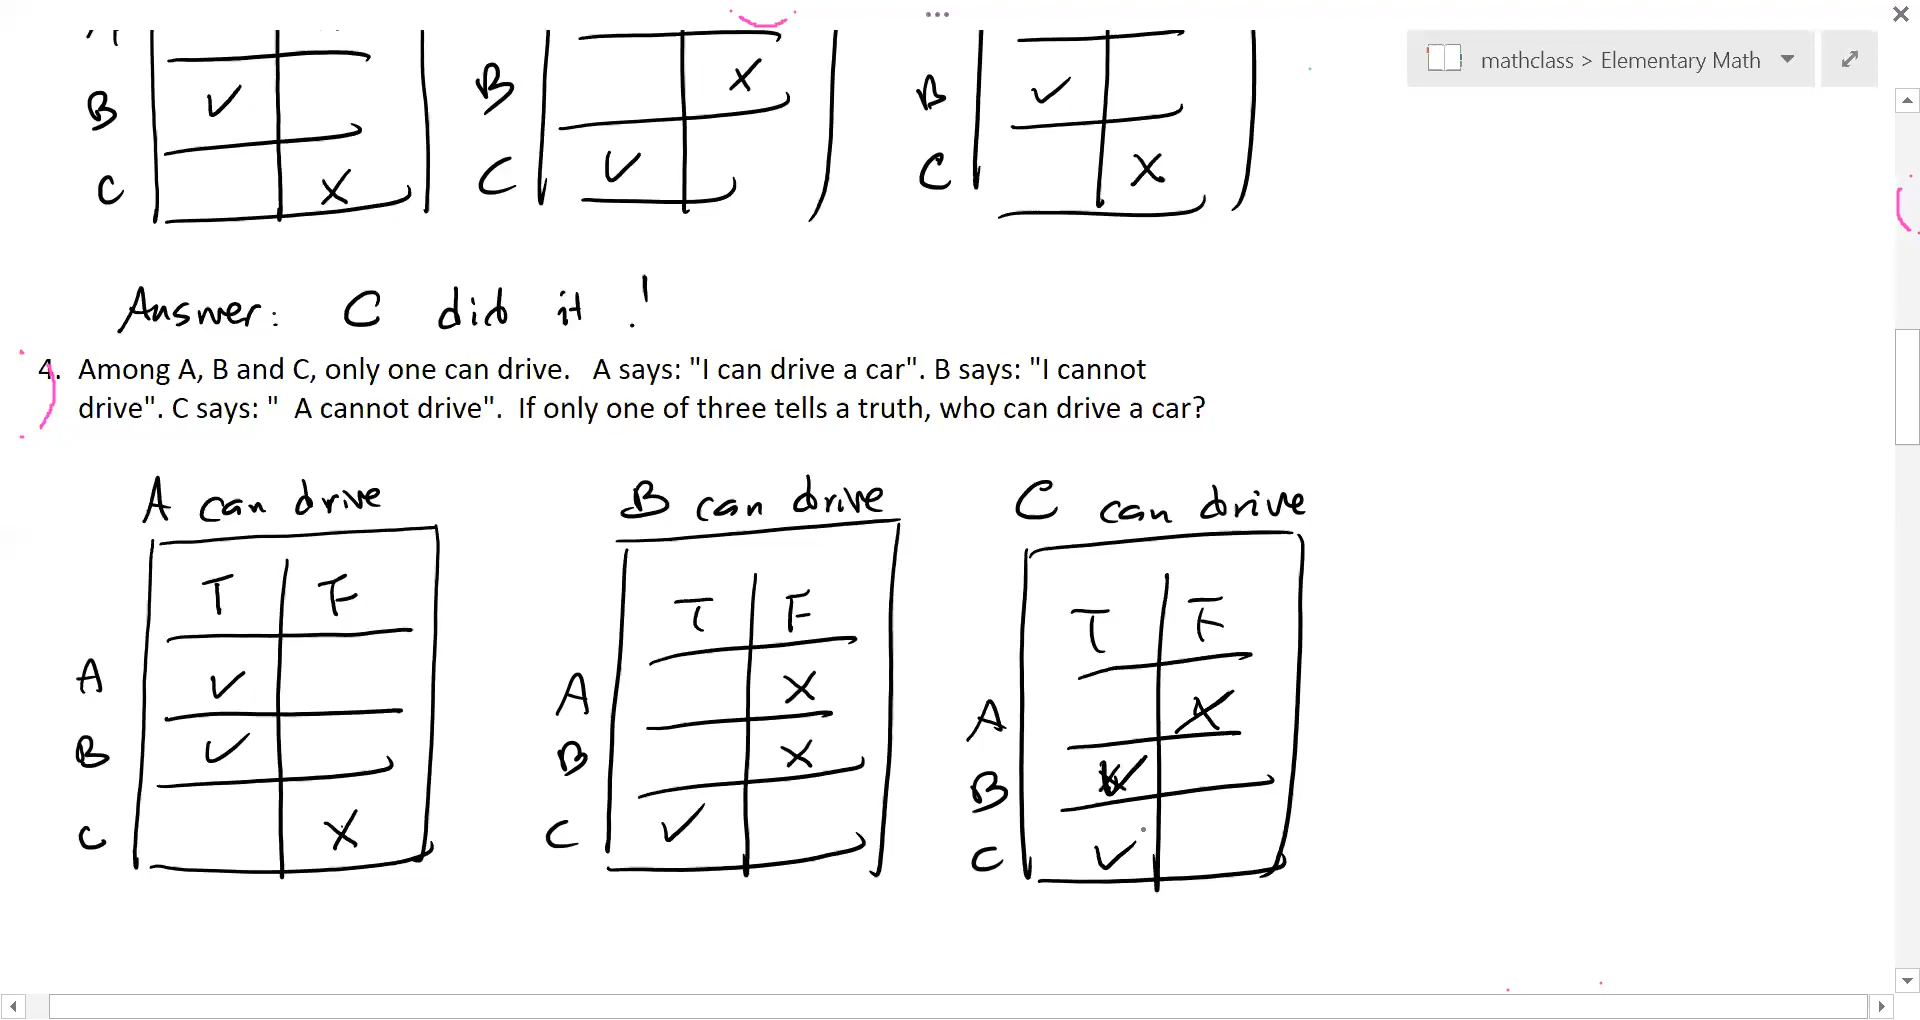 mathclass > Elementary Math
B ✓ B X B ✓
C X C ✓ C X
Answer: C did it !
4. Among A, B and C, only one can drive. A says: "I can drive a car". B says: "I cannot
drive". C says: " A cannot drive". If only one of three tells a truth, who can drive a car?
A can drive B can drive C can drive
T F T F T F
A ✓ A X A X
B ✓ B X B ✓
C X C ✓ C ✓